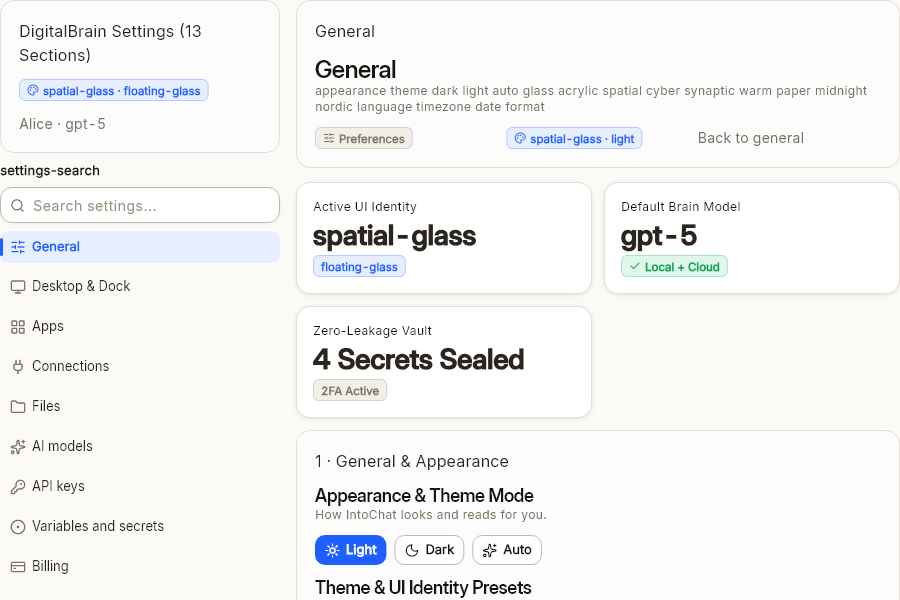 DigitalBrain Settings (13
Sections)
spatial-glass · floating-glass
Alice · gpt-5
settings-search
Search settings...
General
Desktop & Dock
Apps
Connections
Files
AI models
API keys
Variables and secrets
Billing
General
General
appearance theme dark light auto glass acrylic spatial cyber synaptic warm paper midnight
nordic language timezone date format
Preferences
spatial-glass · light
Back to general
Active UI Identity
spatial-glass
floating-glass
Default Brain Model
gpt-5
Local + Cloud
Zero-Leakage Vault
4 Secrets Sealed
2FA Active
1 · General & Appearance
Appearance & Theme Mode
How IntoChat looks and reads for you.
Light
Dark
Auto
Theme & UI Identity Presets